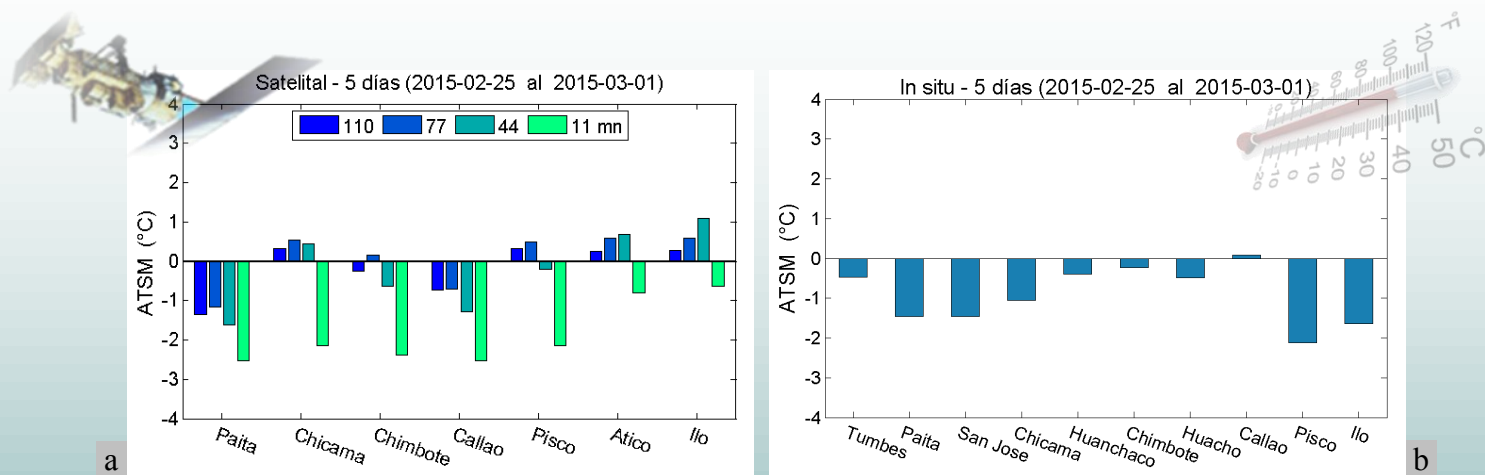 Satelital - 5 días (2015-02-25 al 2015-03-01)
ATSM (°C)
4
3
2
1
0
-1
-2
-3
-4
110 77 44 11 mn
Paita Chicama Chimbote Callao Pisco Atico Ilo
a
In situ - 5 días (2015-02-25 al 2015-03-01)
ATSM (°C)
4
3
2
1
0
-1
-2
-3
-4
Tumbes Paita San Jose Chicama Huanchaco Chimbote Huacho Callao Pisco Ilo
b
°F
120
100
80
60
°C
-20 -10 0 10 20 30 40 50